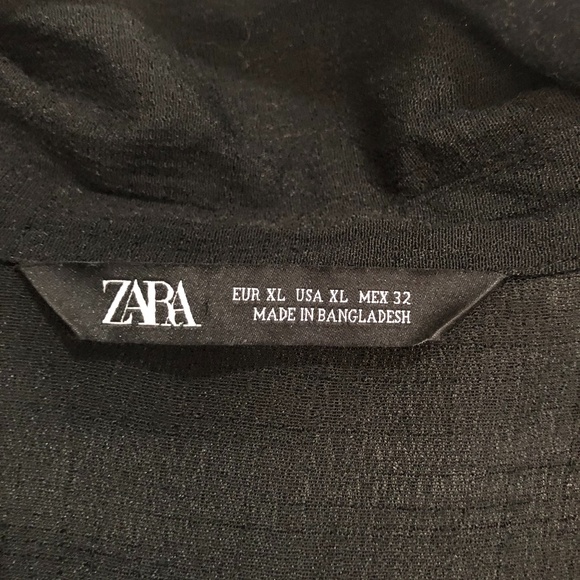 ZARA
EUR XL USA XL MEX 32
MADE IN BANGLADESH